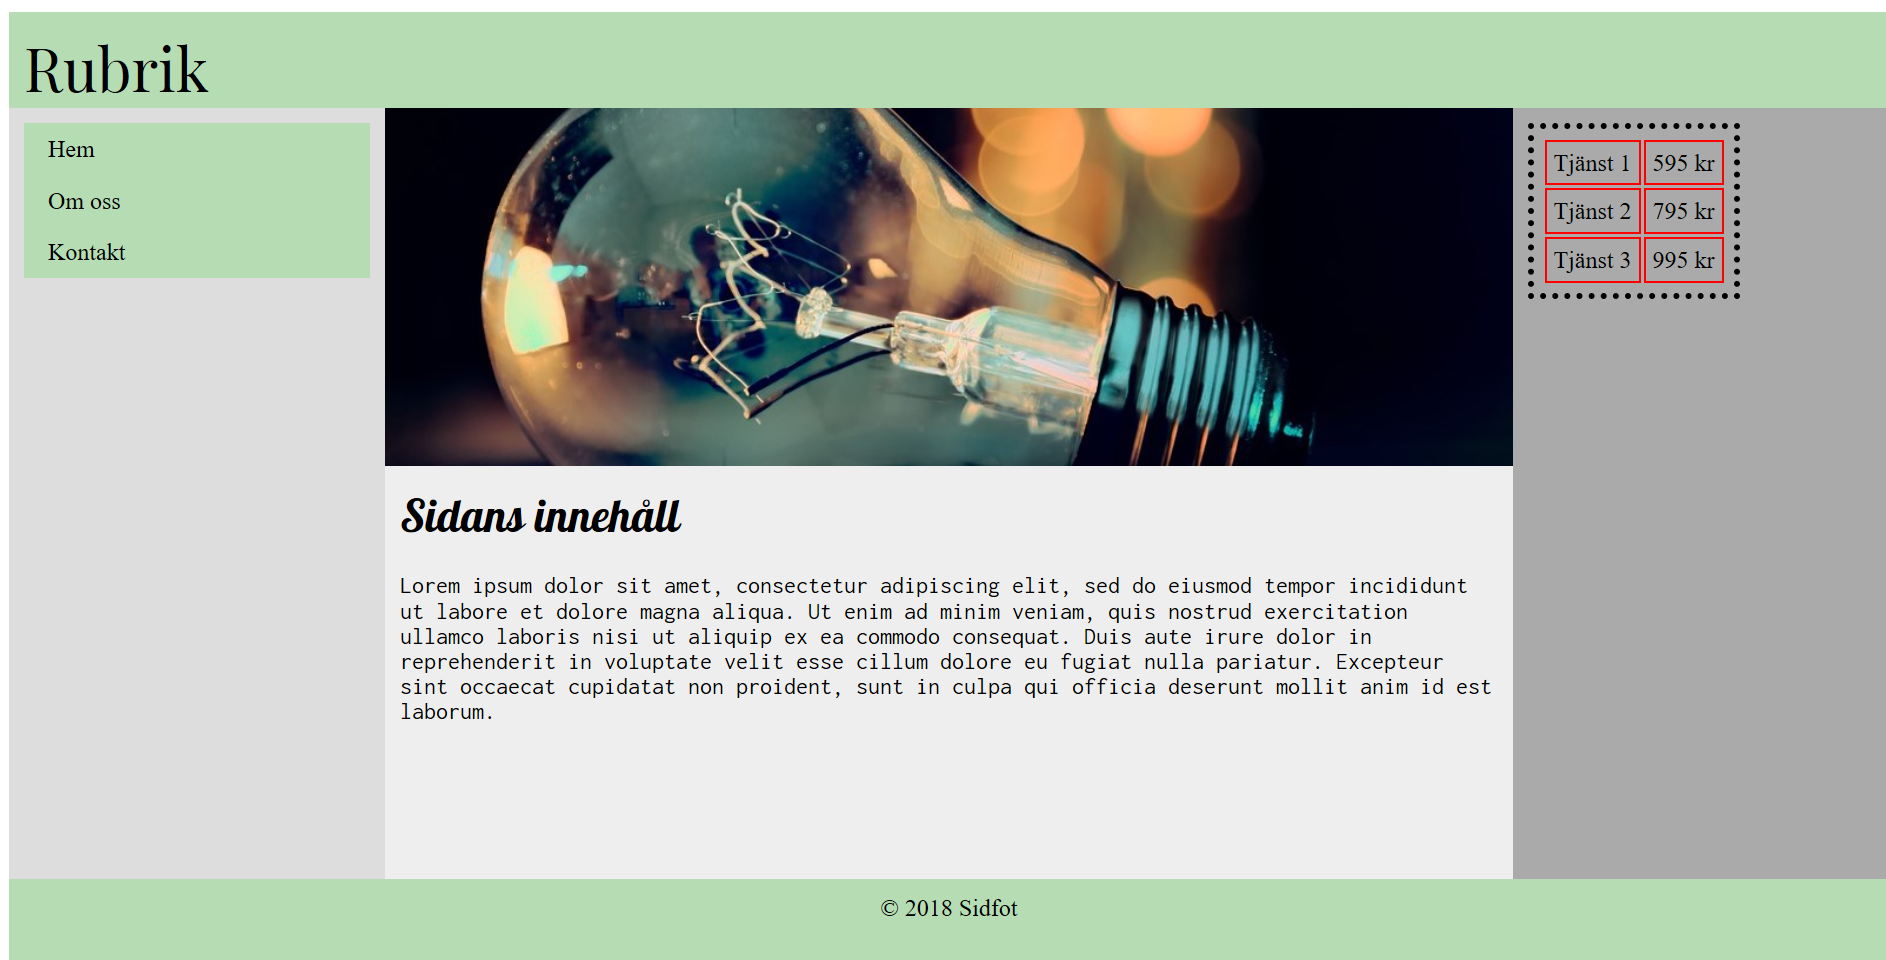 Rubrik
Hem
Om oss
Kontakt
Sidans innehåll
Lorem ipsum dolor sit amet, consectetur adipiscing elit, sed do eiusmod tempor incididunt
ut labore et dolore magna aliqua. Ut enim ad minim veniam, quis nostrud exercitation
ullamco laboris nisi ut aliquip ex ea commodo consequat. Duis aute irure dolor in
reprehenderit in voluptate velit esse cillum dolore eu fugiat nulla pariatur. Excepteur
sint occaecat cupidatat non proident, sunt in culpa qui officia deserunt mollit anim id est
laborum.
Tjänst 1 595 kr
Tjänst 2 795 kr
Tjänst 3 995 kr
© 2018 Sidfot